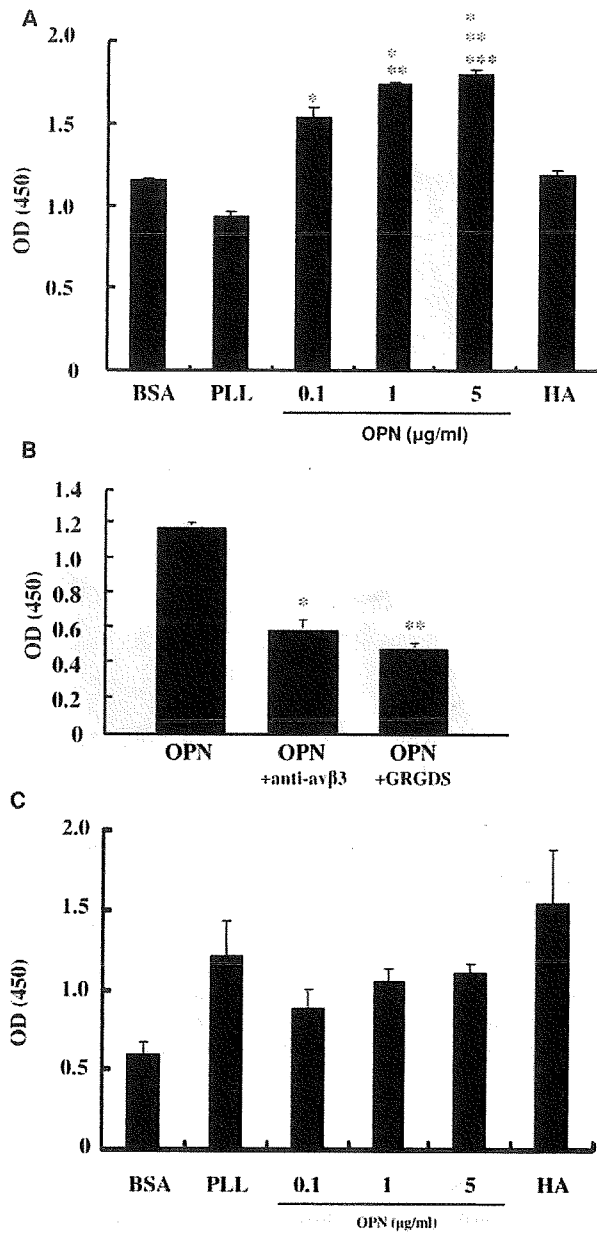 A
2.0
1.5
1.0
0.5
0
OD (450)
*
*
**
*
**
***
BSA PLL 0.1 1 5 HA
OPN (µg/ml)
B
1.4
1.2
1.0
0.8
0.6
0.4
0.2
0
OD (450)
*
**
OPN OPN OPN
+anti-avβ3 +GRGDS
C
2.0
1.5
1.0
0.5
0
OD (450)
BSA PLL 0.1 1 5 HA
OPN (µg/ml)